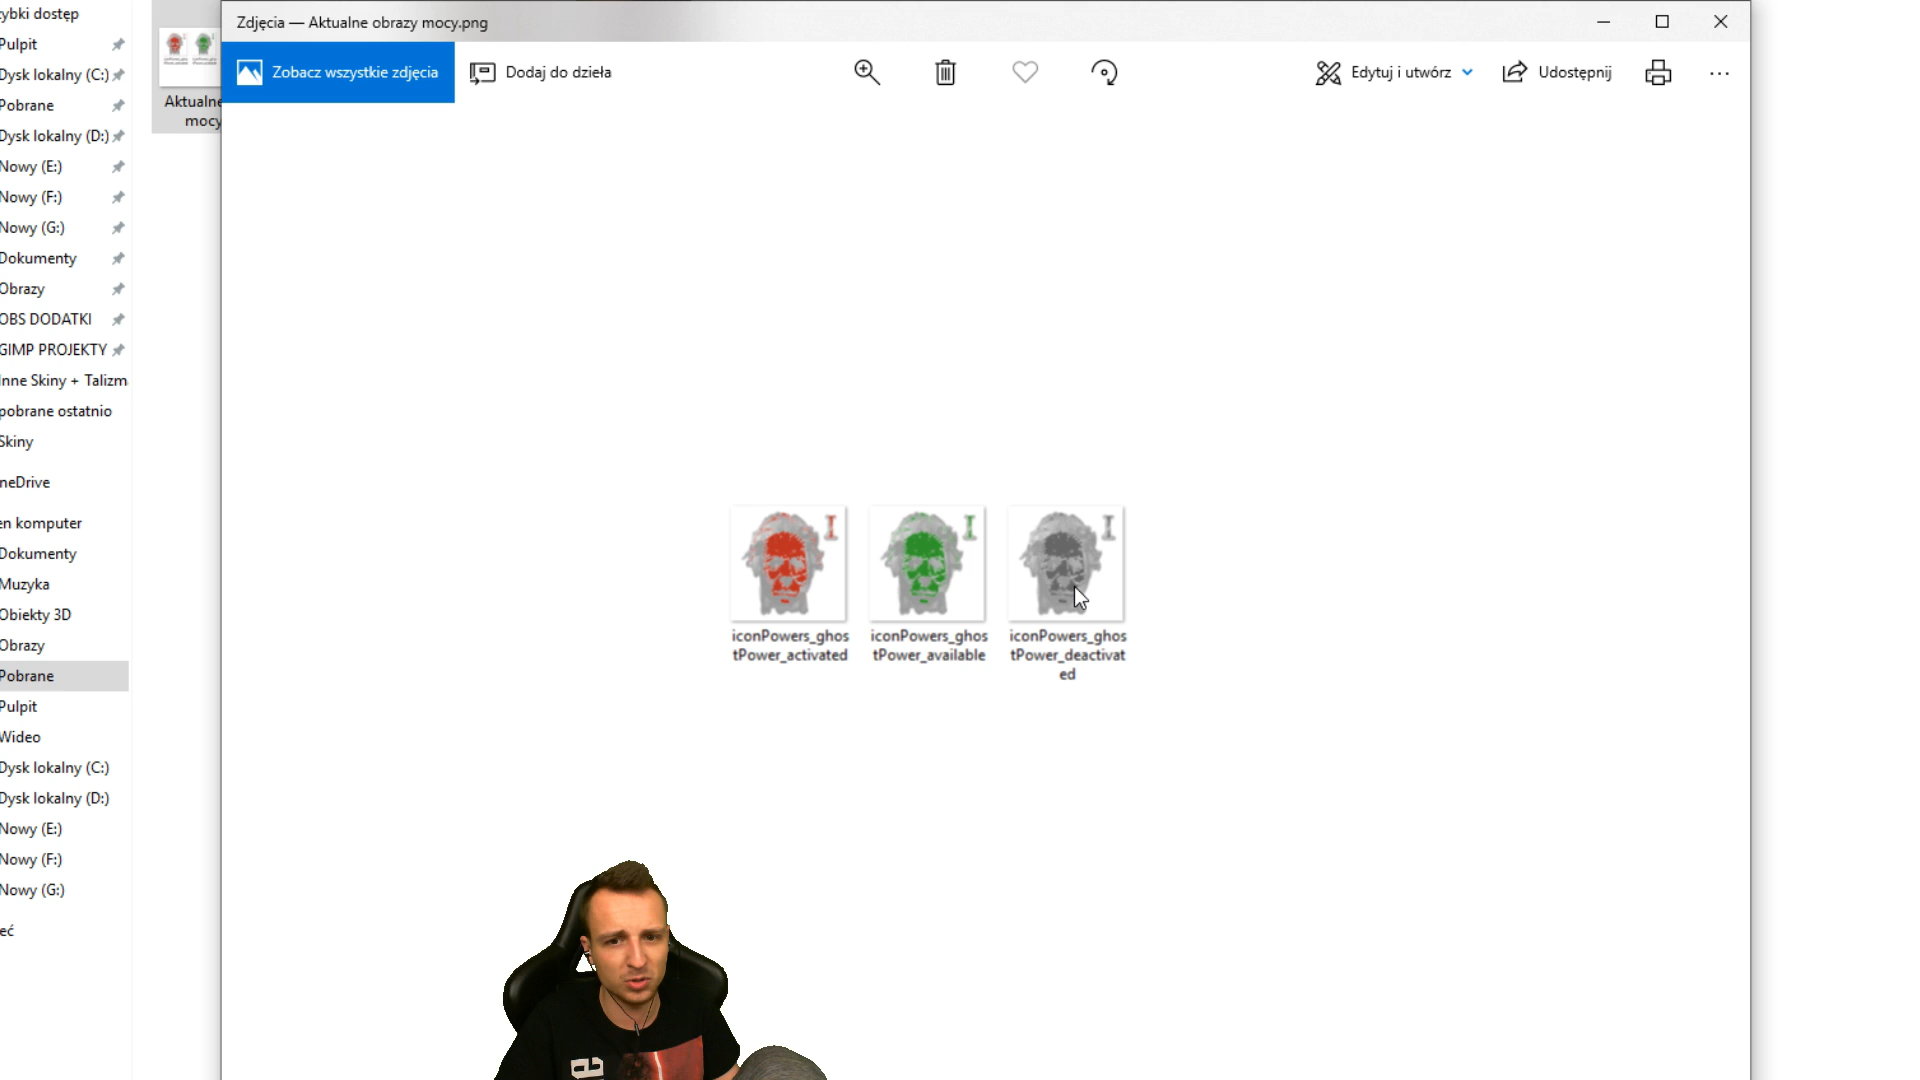 ybki dostęp
Pulpit
Dysk lokalny (C:)
Pobrane
Dysk lokalny (D:)
Nowy (E:)
Nowy (F:)
Nowy (G:)
Dokumenty
Obrazy
OBS DODATKI
GIMP PROJEKTY
Inne Skiny + Talizm
pobrane ostatnio
Skiny
neDrive
en komputer
Dokumenty
Muzyka
Obiekty 3D
Obrazy
Pobrane
Pulpit
Wideo
Dysk lokalny (C:)
Dysk lokalny (D:)
Nowy (E:)
Nowy (F:)
Nowy (G:)
eć
Aktualne
mocy
Zdjęcia — Aktualne obrazy mocy.png
Zobacz wszystkie zdjęcia
Dodaj do dzieła
Edytuj i utwórz
Udostępnij
I
I
I
iconPowers_ghos
tPower_activated
iconPowers_ghos
tPower_available
iconPowers_ghos
tPower_deactivat
ed